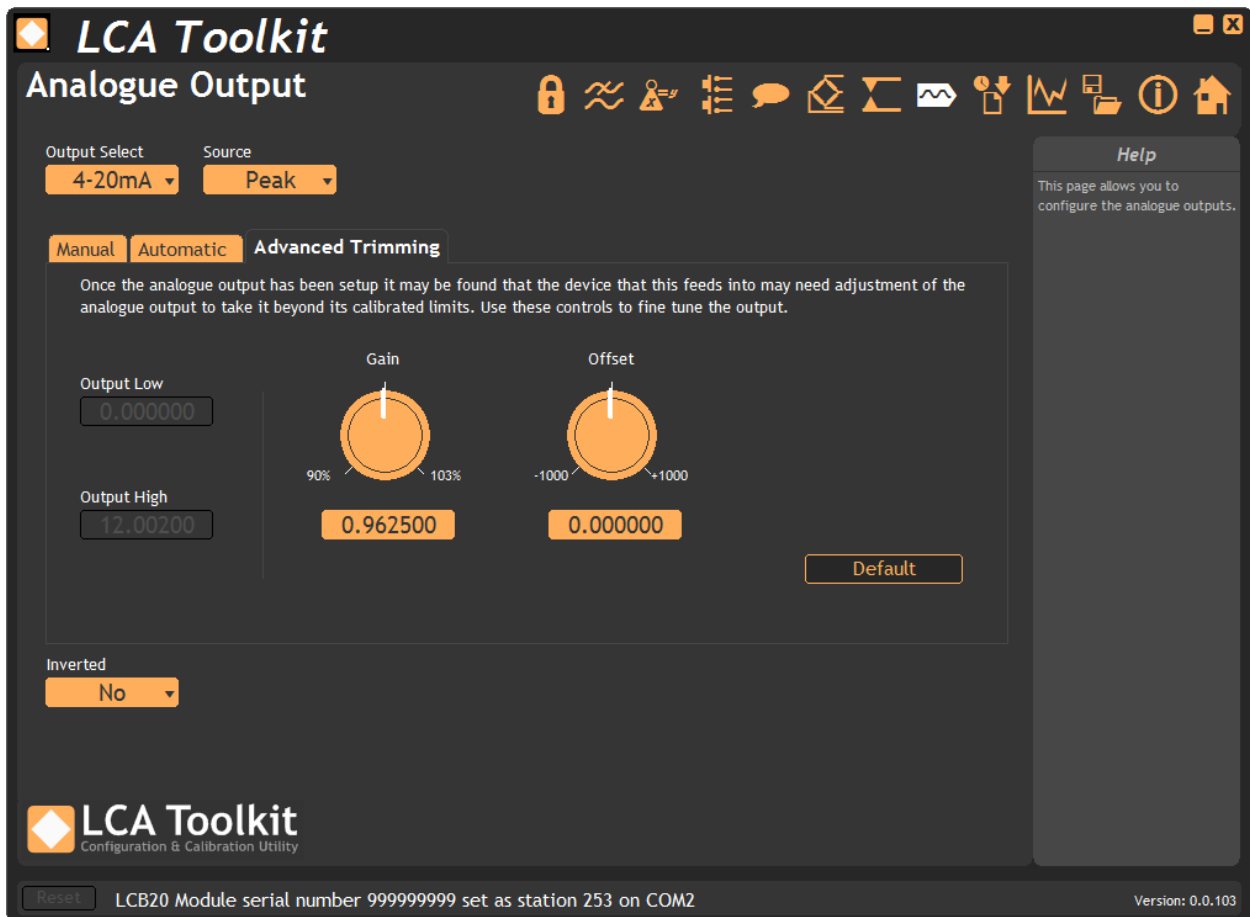 LCA Toolkit
Analogue Output
Output Select
Source
4-20mA
Peak
Manual
Automatic
Advanced Trimming
Once the analogue output has been setup it may be found that the device that this feeds into may need adjustment of the
analogue output to take it beyond its calibrated limits. Use these controls to fine tune the output.
Output Low
0.000000
Output High
12.00200
Gain
90%
103%
0.962500
Offset
-1000
+1000
0.000000
Default
Inverted
No
Help
This page allows you to
configure the analogue outputs.
LCA Toolkit
Configuration & Calibration Utility
Reset
LCB20 Module serial number 999999999 set as station 253 on COM2
Version: 0.0.103